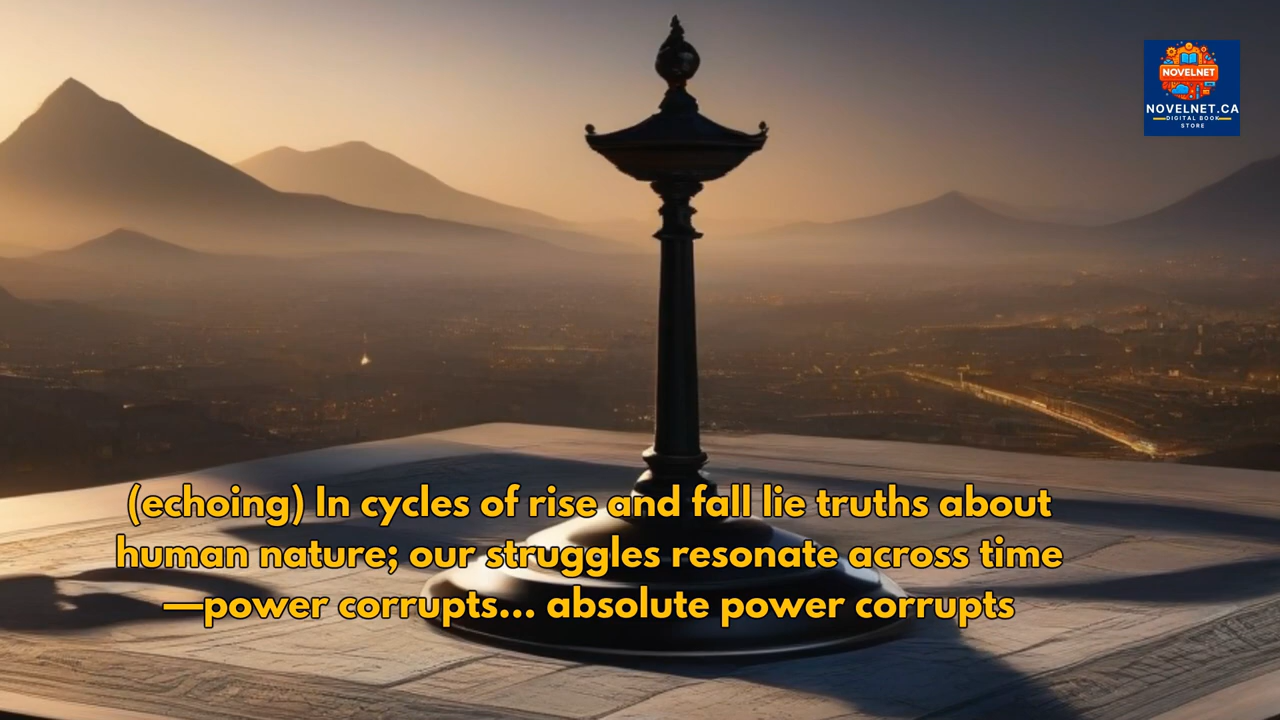 NOVELNET
NOVELNET.CA
DIGITAL BOOK
STORE
(echoing) In cycles of rise and fall lie truths about
human nature; our struggles resonate across time
—power corrupts... absolute power corrupts